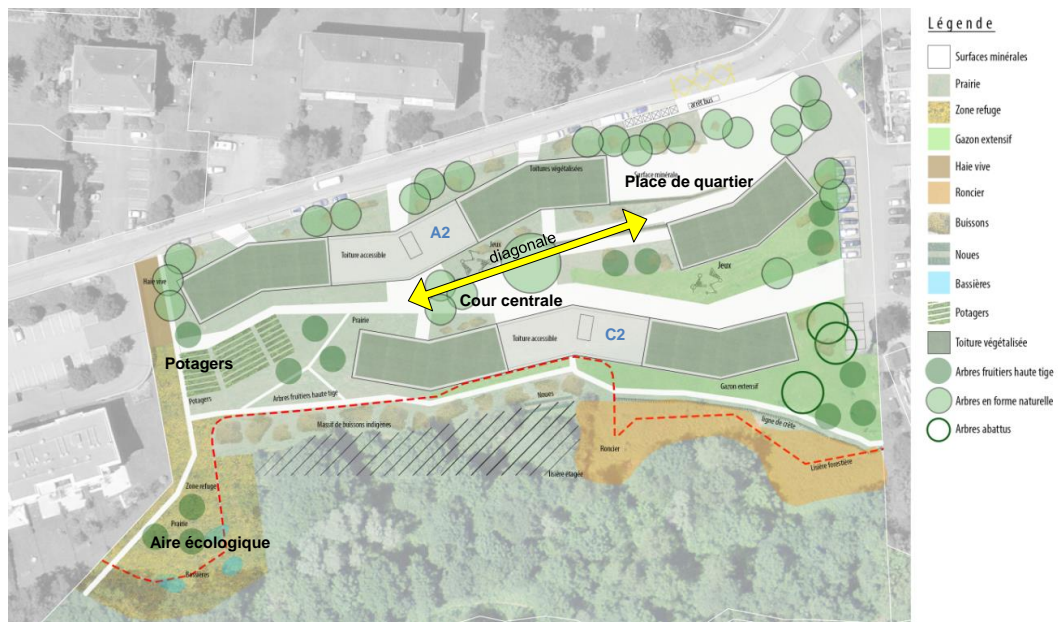 Légende
Surfaces minérales
Prairie
Zone refuge
Gazon extensif
Haie vive
Roncier
Buissons
Noues
Bassières
Potagers
Toiture végétalisée
Arbres fruitiers haute tige
Arbres en forme naturelle
Arbres abattus
arrêt bus
Toitures végétalisées
Surface minérale
Place de quartier
A2
Toiture accessible
Jeux
diagonale
Jeux
Haie vive
Cour centrale
Prairie
C2
Toiture accessible
Potagers
Potagers
Arbres fruitiers haute tige
Gazon extensif
Noues
Massif de buissons indigènes
ligne de crête
Roncier
Lisière forestière
Lisière étagée
Zone refuge
Prairie
Aire écologique